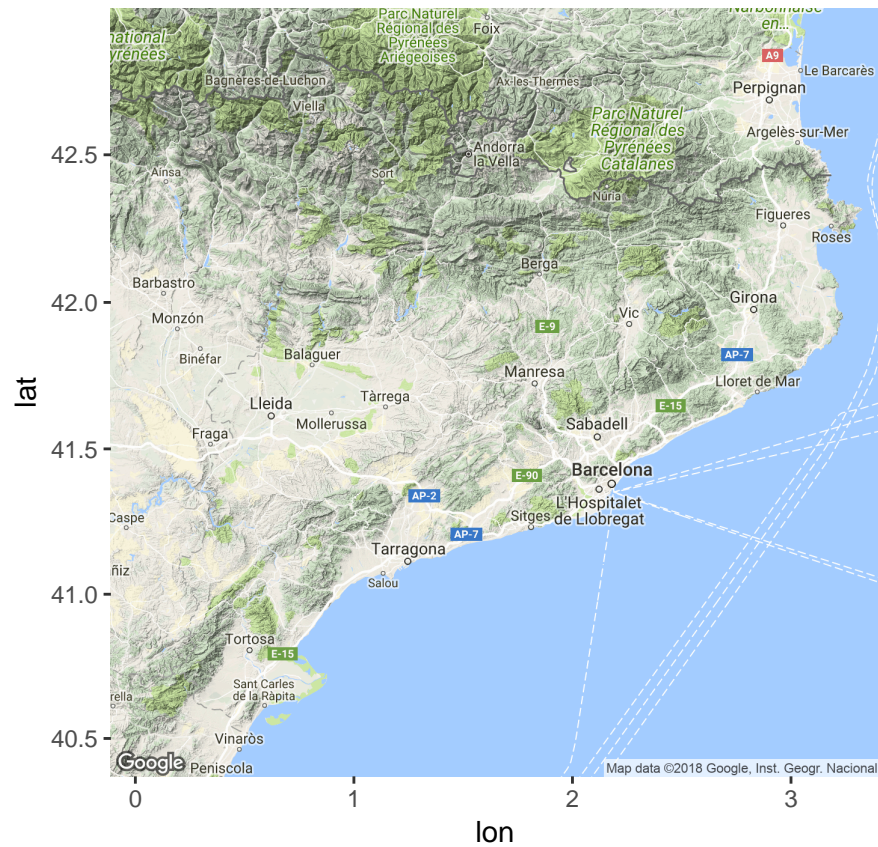 Narbonnaise
en...
Parc Naturel
Régional des
Pyrénées
Ariégeoises
Foix
national
yrénées
A9
Le Barcarès
Bagnères-de-Luchon
Ax-les-Thermes
Perpignan
Viella
Parc Naturel
Régional des
Pyrénées
Catalanes
Argelès-sur-Mer
42.5
Andorra
la Vella
Aínsa
Sort
Núria
Figueres
Roses
Berga
Barbastro
42.0
Girona
Monzón
Vic
E-9
Binéfar
Balaguer
AP-7
Manresa
Lloret de Mar
Tàrrega
Lleida
E-15
Mollerussa
Sabadell
Fraga
41.5
lat
Barcelona
E-90
AP-2
L'Hospitalet
de Llobregat
Caspe
Sitges
AP-7
Tarragona
ñiz
Salou
41.0
Tortosa
E-15
Sant Carles
de la Ràpita
rella
40.5
Vinaròs
Google
Peniscola
Map data ©2018 Google, Inst. Geogr. Nacional
0
1
2
3
lon